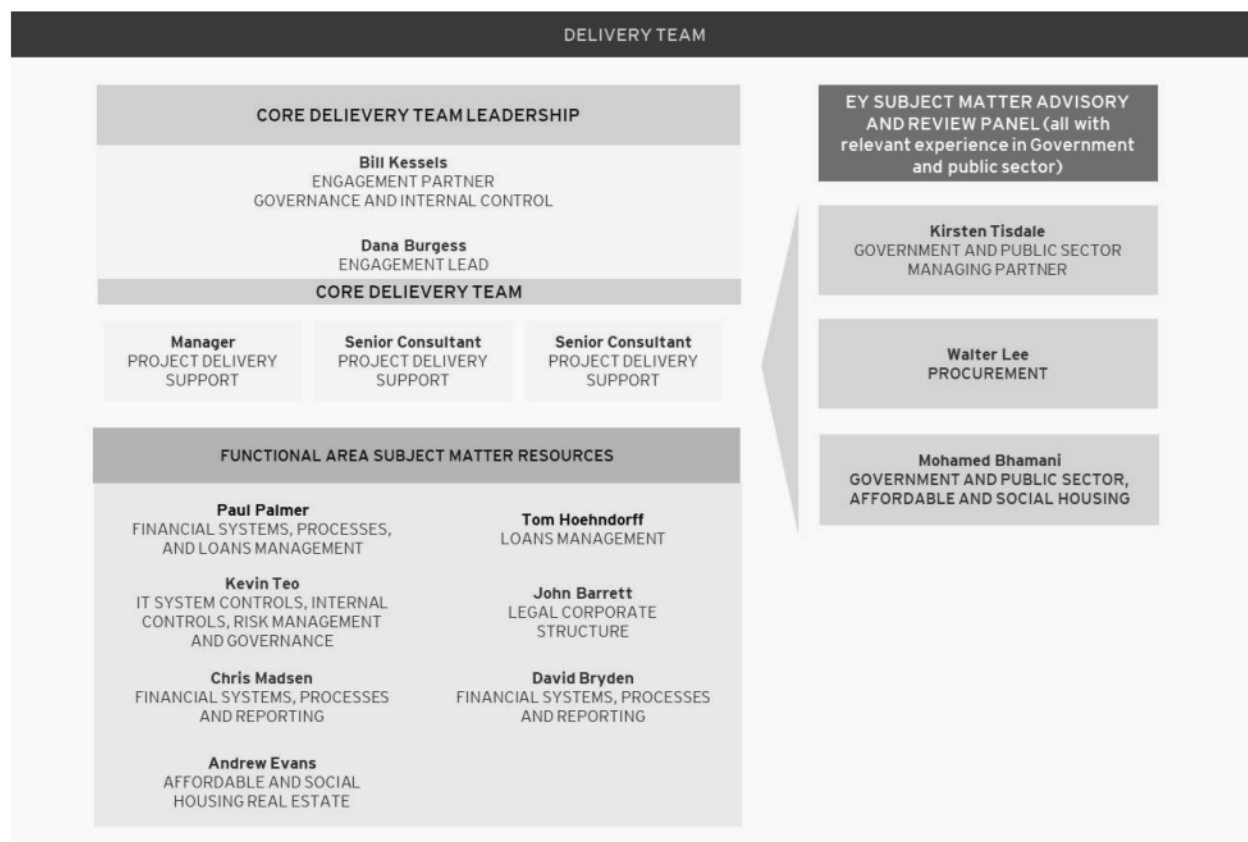 DELIVERY TEAM
CORE DELIEVERY TEAM LEADERSHIP
Bill Kessels
ENGAGEMENT PARTNER
GOVERNANCE AND INTERNAL CONTROL
Dana Burgess
ENGAGEMENT LEAD
CORE DELIEVERY TEAM
Manager
PROJECT DELIVERY
SUPPORT
Senior Consultant
PROJECT DELIVERY
SUPPORT
Senior Consultant
PROJECT DELIVERY
SUPPORT
FUNCTIONAL AREA SUBJECT MATTER RESOURCES
Paul Palmer
FINANCIAL SYSTEMS, PROCESSES,
AND LOANS MANAGEMENT
Tom Hoehndorff
LOANS MANAGEMENT
Kevin Teo
IT SYSTEM CONTROLS, INTERNAL
CONTROLS, RISK MANAGEMENT
AND GOVERNANCE
John Barrett
LEGAL CORPORATE
STRUCTURE
Chris Madsen
FINANCIAL SYSTEMS, PROCESSES
AND REPORTING
David Bryden
FINANCIAL SYSTEMS, PROCESSES
AND REPORTING
Andrew Evans
AFFORDABLE AND SOCIAL
HOUSING REAL ESTATE
EY SUBJECT MATTER ADVISORY
AND REVIEW PANEL (all with
relevant experience in Government
and public sector)
Kirsten Tisdale
GOVERNMENT AND PUBLIC SECTOR
MANAGING PARTNER
Walter Lee
PROCUREMENT
Mohamed Bhamani
GOVERNMENT AND PUBLIC SECTOR,
AFFORDABLE AND SOCIAL HOUSING